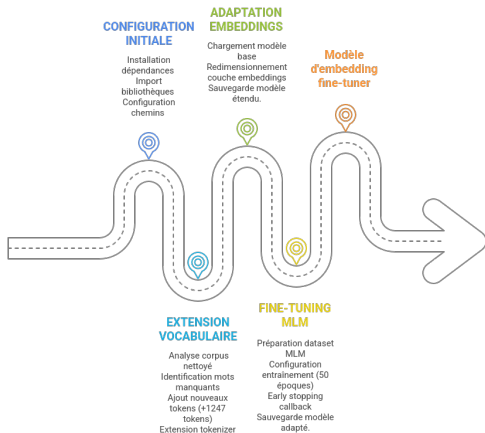 CONFIGURATION
INITIALE
Installation
dépendances
Import
bibliothèques
Configuration
chemins
EXTENSION
VOCABULAIRE
Analyse corpus
nettoyé
Identification mots
manquants
Ajout nouveaux
tokens (+1247
tokens)
Extension tokenizer
ADAPTATION
EMBEDDINGS
Chargement modèle
base
Redimensionnement
couche embeddings
Sauvegarde modèle
étendu.
FINE-TUNING
MLM
Préparation dataset
MLM
Configuration
entraînement (50
époques)
Early stopping
callback
Sauvegarde modèle
adapté.
Modèle
d'embedding
fine-tuner